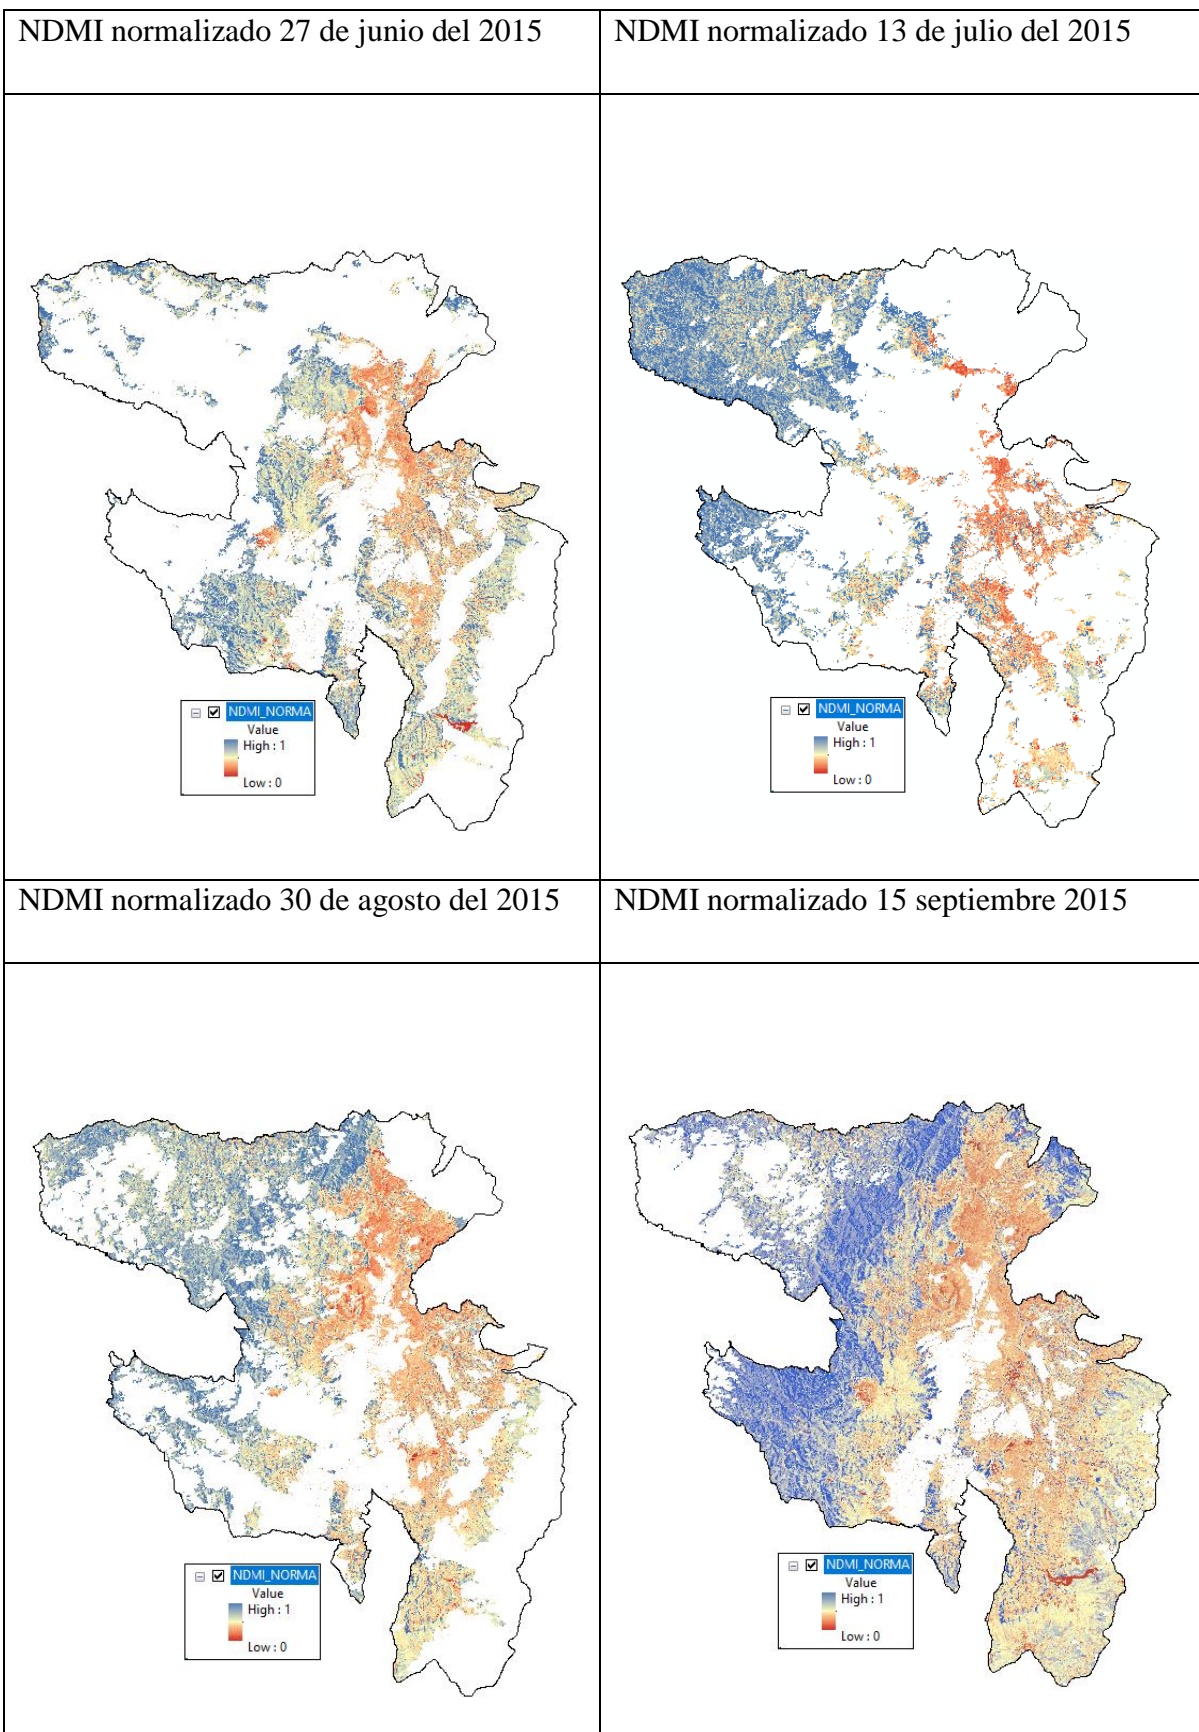 NDMI normalizado 27 de junio del 2015
NDMI normalizado 13 de julio del 2015
NDMI_NORMA
Value
High : 1
Low : 0
NDMI_NORMA
Value
High : 1
Low : 0
NDMI normalizado 30 de agosto del 2015
NDMI normalizado 15 septiembre 2015
NDMI_NORMA
Value
High : 1
Low : 0
NDMI_NORMA
Value
High : 1
Low : 0